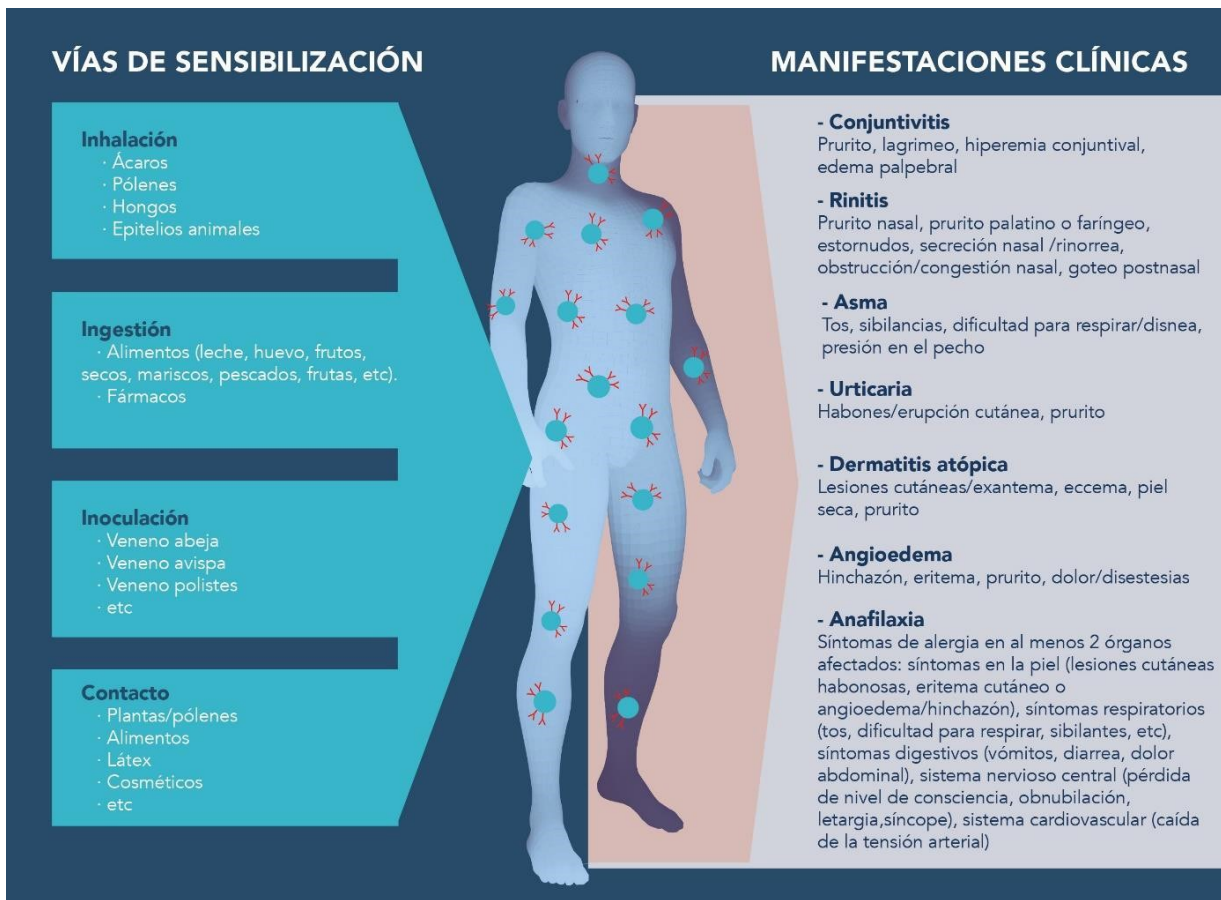 VÍAS DE SENSIBILIZACIÓN
Inhalación
· Ácaros
· Pólenes
· Hongos
· Epitelios animales
Ingestión
· Alimentos (leche, huevo, frutos,
secos, mariscos, pescados, frutas, etc).
· Fármacos
Inoculación
· Veneno abeja
· Veneno avispa
· Veneno polistes
· etc
Contacto
· Plantas/pólenes
· Alimentos
· Látex
· Cosméticos
· etc
MANIFESTACIONES CLÍNICAS
- Conjuntivitis
Prurito, lagrimeo, hiperemia conjuntival,
edema palpebral
- Rinitis
Prurito nasal, prurito palatino o faríngeo,
estornudos, secreción nasal /rinorrea,
obstrucción/congestión nasal, goteo postnasal
- Asma
Tos, sibilancias, dificultad para respirar/disnea,
presión en el pecho
- Urticaria
Habones/erupción cutánea, prurito
- Dermatitis atópica
Lesiones cutáneas/exantema, eccema, piel
seca, prurito
- Angioedema
Hinchazón, eritema, prurito, dolor/disestesias
- Anafilaxia
Síntomas de alergia en al menos 2 órganos
afectados: síntomas en la piel (lesiones cutáneas
habonosas, eritema cutáneo o
angioedema/hinchazón), síntomas respiratorios
(tos, dificultad para respirar, sibilantes, etc),
síntomas digestivos (vómitos, diarrea, dolor
abdominal), sistema nervioso central (pérdida
de nivel de consciencia, obnubilación,
letargia,síncope), sistema cardiovascular (caída
de la tensión arterial)